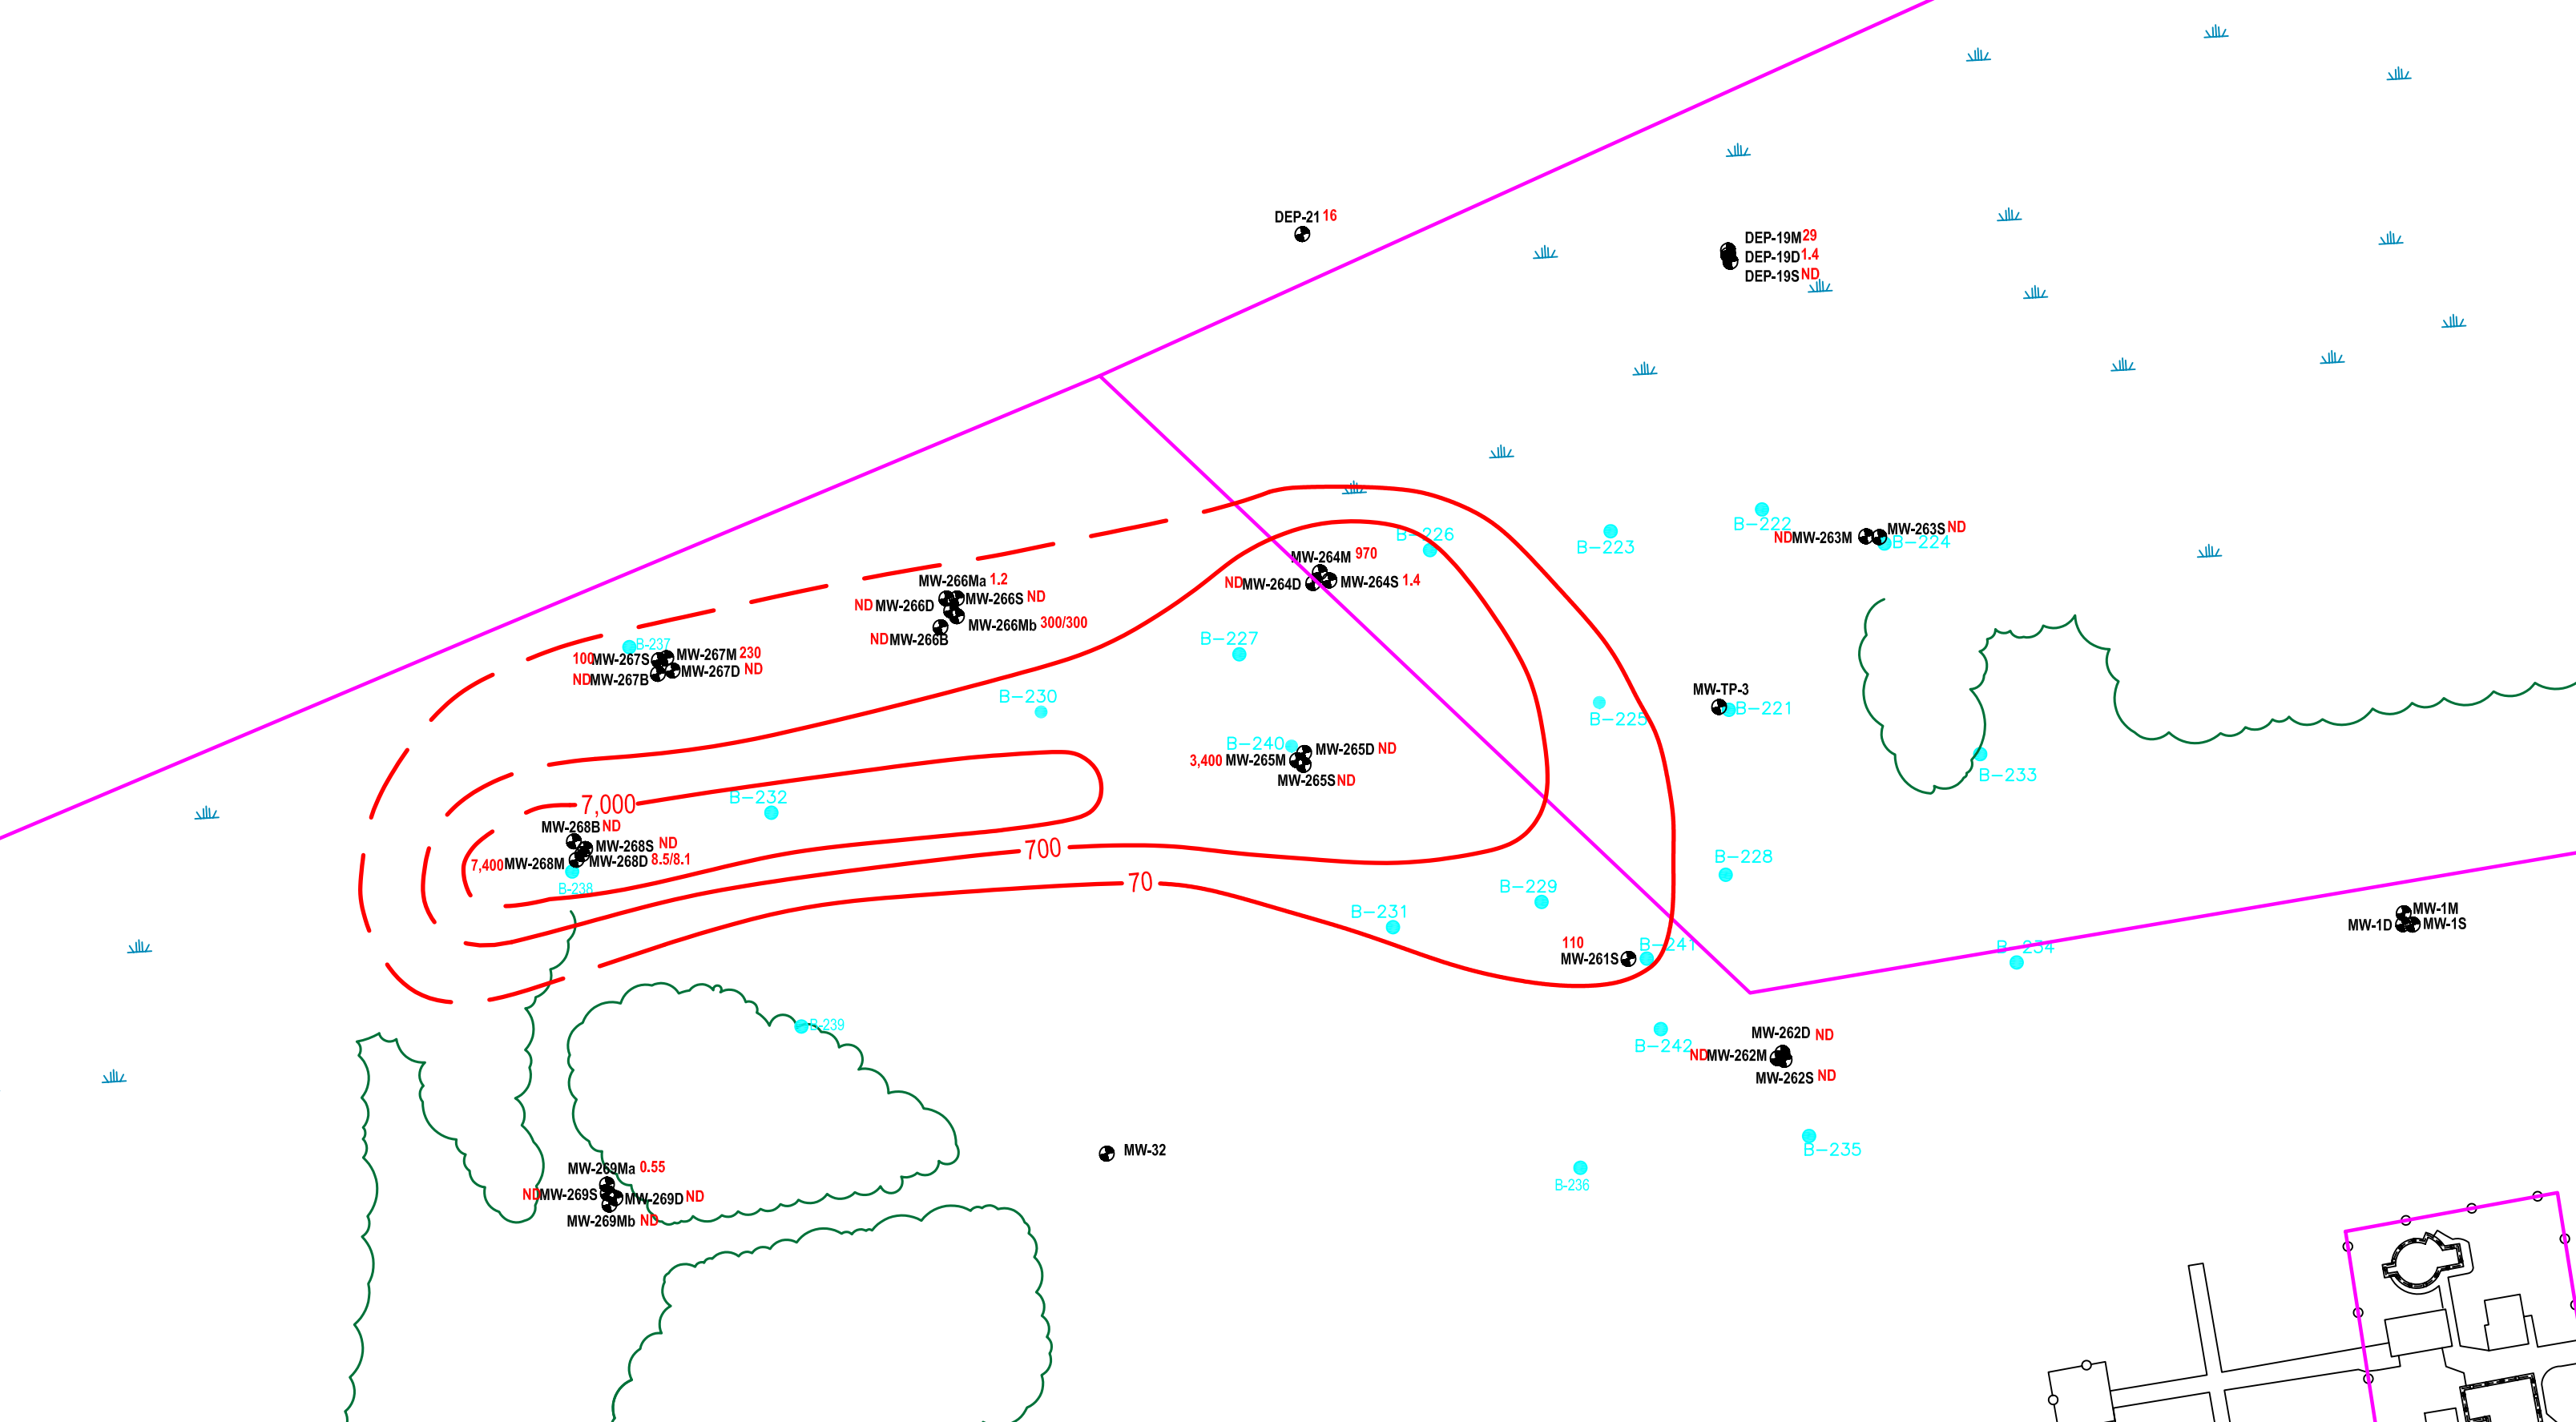 DEP-21 16
DEP-19M 29
DEP-19D 1.4
DEP-19S ND
B-222
B-226
B-223
ND MW-263M
MW-263S ND
B-224
MW-264M 970
ND MW-264D
MW-264S 1.4
MW-266Ma 1.2
ND MW-266D
MW-266S ND
MW-266Mb 300/300
ND MW-266B
B-237
100 MW-267S
MW-267M 230
MW-267D ND
ND MW-267B
B-227
B-230
MW-TP-3
B-221
B-225
B-240
MW-265D ND
3,400 MW-265M
MW-265S ND
B-233
7,000
B-232
MW-268B ND
MW-268S ND
7,400 MW-268M
MW-268D 8.5/8.1
B-238
700
B-228
70
B-229
B-231
110
MW-261S
B-241
B-234
MW-1M
MW-1D
MW-1S
B-239
B-242
MW-262D ND
ND MW-262M
MW-262S ND
B-235
MW-32
B-236
MW-269Ma 0.55
ND MW-269S
MW-269D ND
MW-269Mb ND